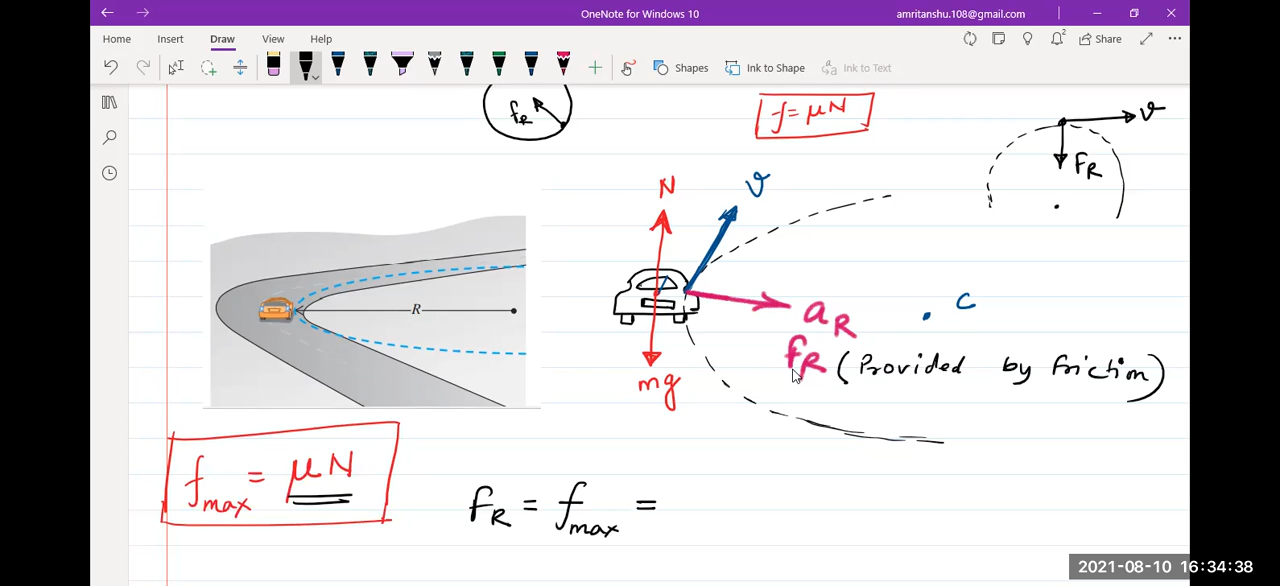 OneNote for Windows 10
amritanshu.108@gmail.com
Home Insert Draw View Help
Share
Shapes Ink to Shape Ink to Text
fR
f = μN
v
FR
N
v
R
aR
c
fR (Provided by friction)
mg
fmax = μN
fR = fmax =
2021-08-10 16:34:38